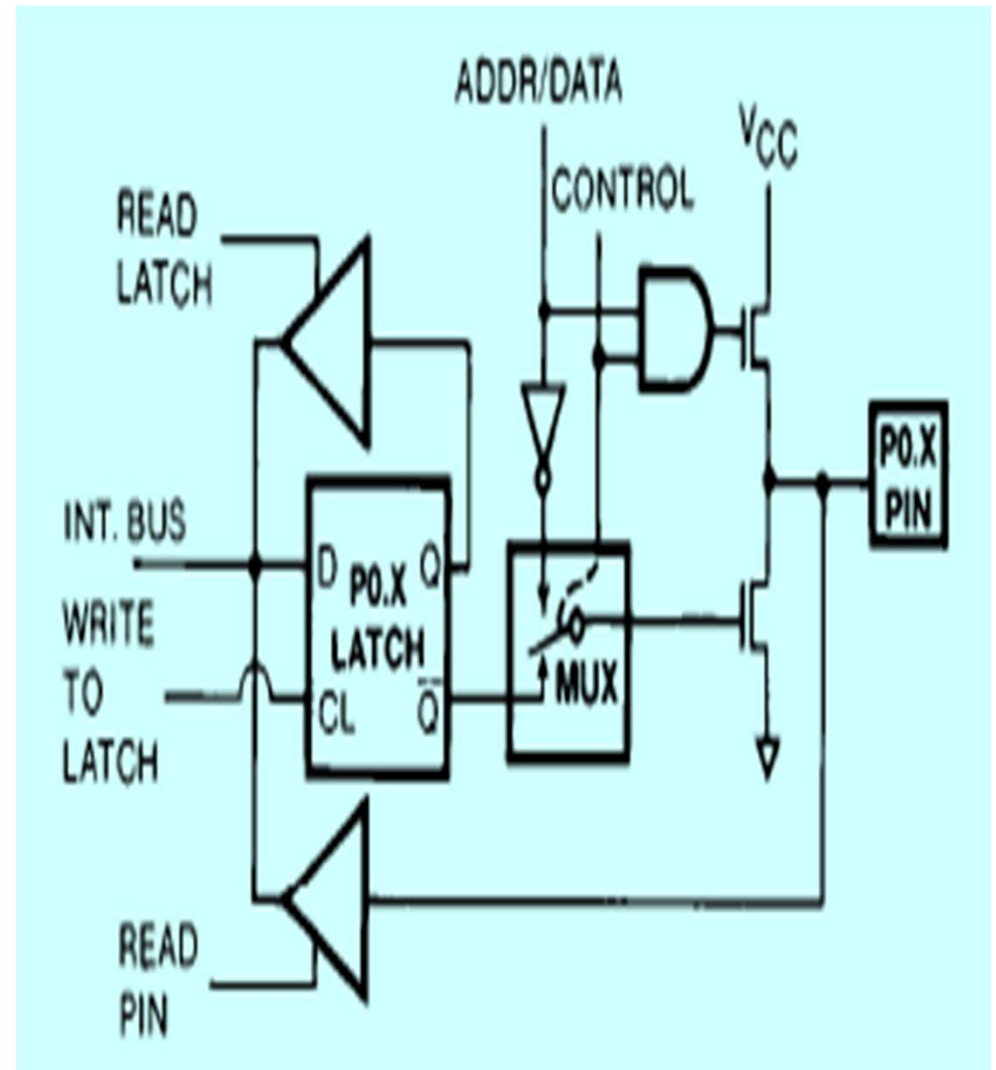 ADDR/DATA
VCC
CONTROL
READ
LATCH
P0.X
PIN
INT. BUS
D
P0.X
Q
LATCH
WRITE
TO
LATCH
CL
Q̅
MUX
READ
PIN